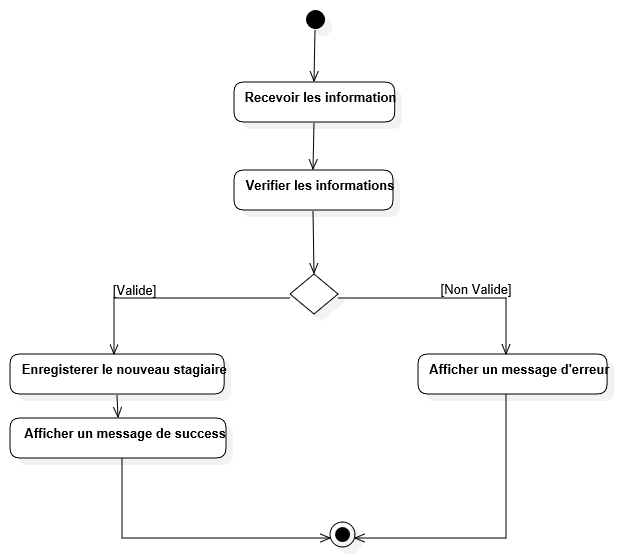 Recevoir les information
Verifier les informations
[Valide]
[Non Valide]
Enregisterer le nouveau stagiaire
Afficher un message d'erreur
Afficher un message de success